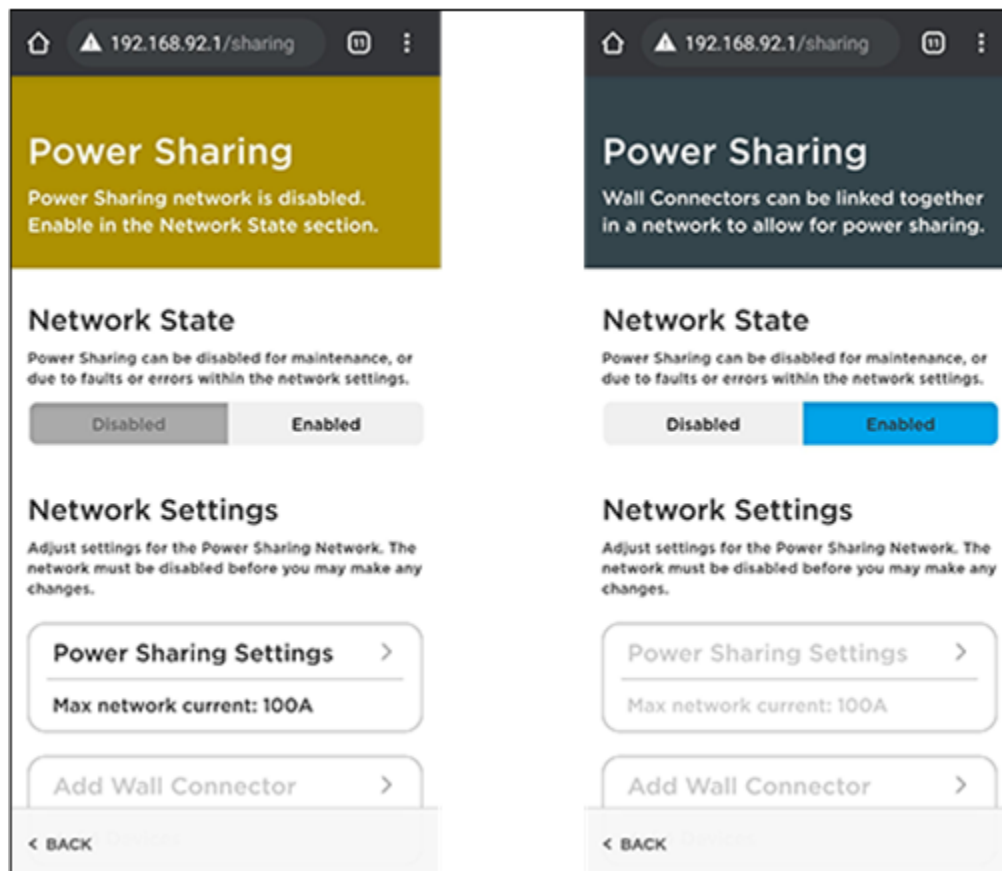 192.168.92.1/sharing
11
Power Sharing
Power Sharing network is disabled.
Enable in the Network State section.
Network State
Power Sharing can be disabled for maintenance, or
due to faults or errors within the network settings.
Disabled
Enabled
Network Settings
Adjust settings for the Power Sharing Network. The
network must be disabled before you may make any
changes.
Power Sharing Settings
Max network current: 100A
Add Wall Connector
< BACK
192.168.92.1/sharing
11
Power Sharing
Wall Connectors can be linked together
in a network to allow for power sharing.
Network State
Power Sharing can be disabled for maintenance, or
due to faults or errors within the network settings.
Disabled
Enabled
Network Settings
Adjust settings for the Power Sharing Network. The
network must be disabled before you may make any
changes.
Power Sharing Settings
Max network current: 100A
Add Wall Connector
< BACK